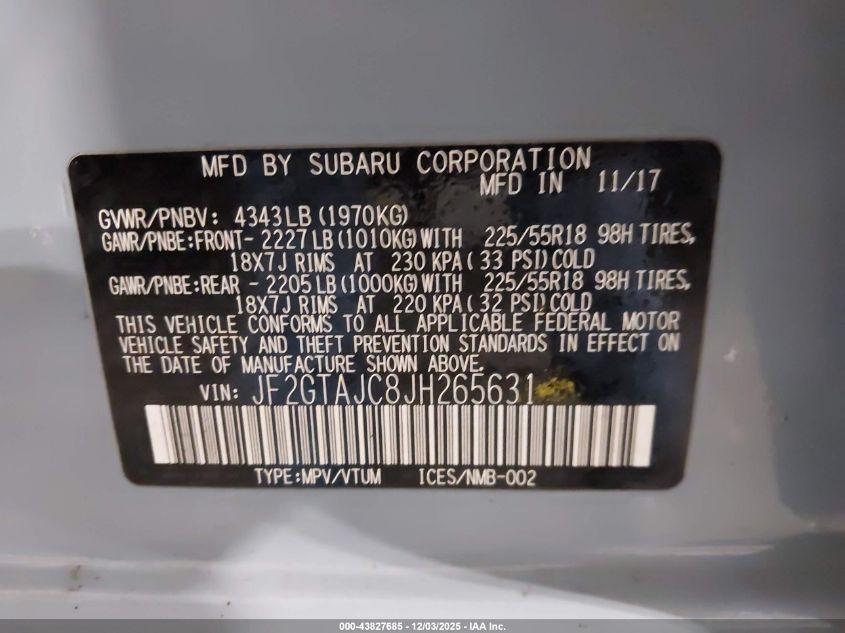 MFD BY SUBARU CORPORATION
MFD IN 11/17
GVWR/PNBV: 4343LB (1970KG)
GAWR/PNBE:FRONT- 2227 LB (1010KG) WITH 225/55R18 98H TIRES,
18X7J RIMS AT 230 KPA (33 PSI) COLD
GAWR/PNBE:REAR - 2205 LB (1000KG) WITH 225/55R18 98H TIRES,
18X7J RIMS AT 220 KPA (32 PSI) COLD
THIS VEHICLE CONFORMS TO ALL APPLICABLE FEDERAL MOTOR
VEHICLE SAFETY AND THEFT PREVENTION STANDARDS IN EFFECT ON
THE DATE OF MANUFACTURE SHOWN ABOVE.
VIN: JF2GTAJC8JH265631
TYPE:MPV/VTUM ICES/NMB-002
000-43827685 - 12/03/2025 - IAA Inc.